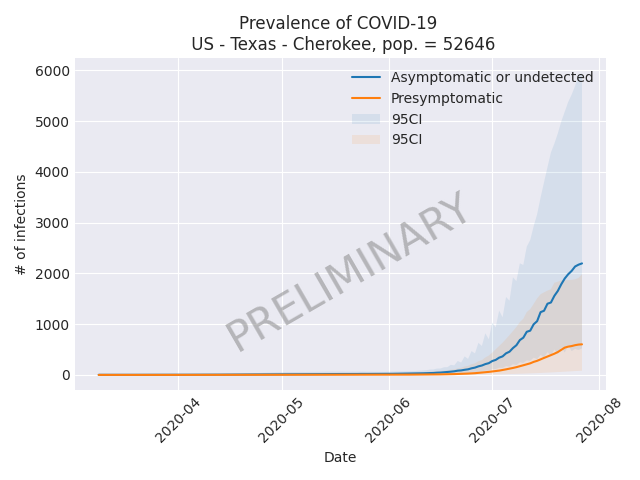 Prevalence of COVID-19
US - Texas - Cherokee, pop. = 52646
6000
5000
4000
3000
2000
1000
0
# of infections
Asymptomatic or undetected
Presymptomatic
95CI
95CI
PRELIMINARY
2020-04
2020-05
2020-06
2020-07
2020-08
Date